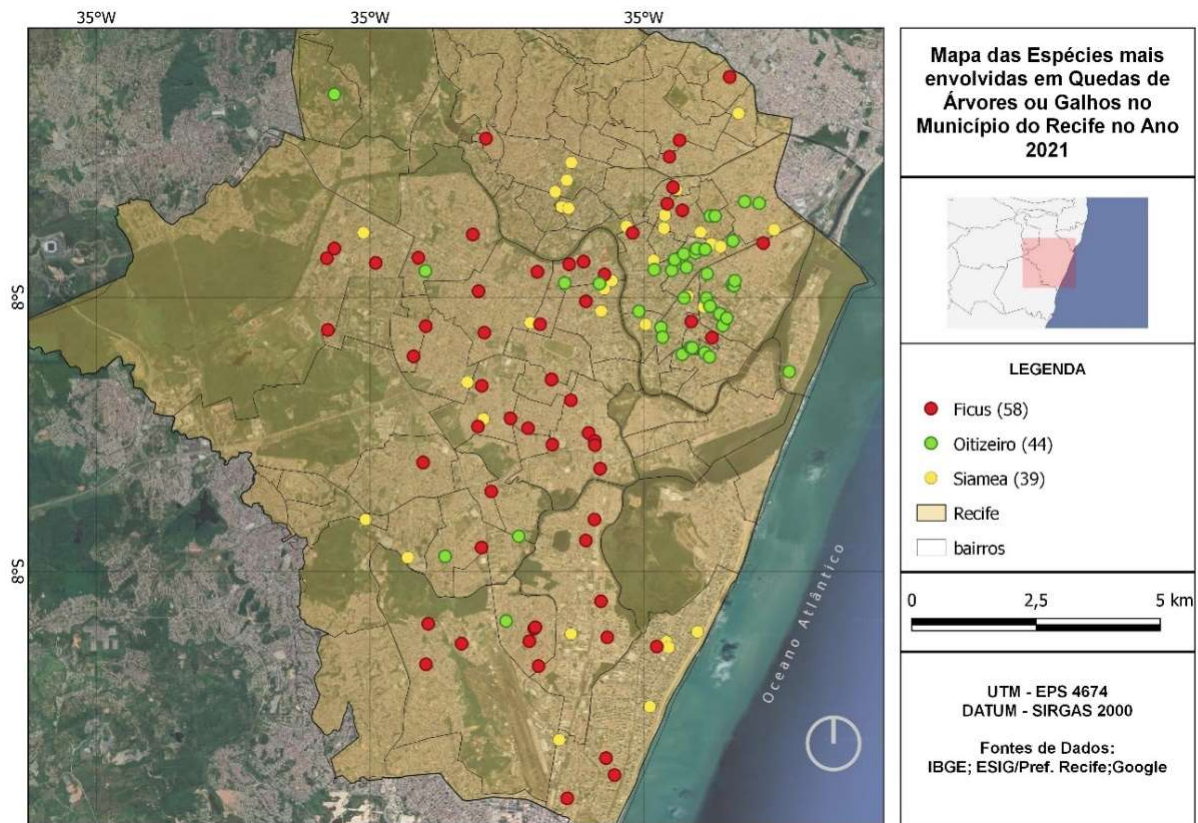 35°W
35°W
35°W
8°S
8°S
Oceano Atlântico
Mapa das Espécies mais
envolvidas em Quedas de
Árvores ou Galhos no
Município do Recife no Ano
2021
LEGENDA
Ficus (58)
Oitizeiro (44)
Siamea (39)
Recife
bairros
0 2,5 5 km
UTM - EPS 4674
DATUM - SIRGAS 2000
Fontes de Dados:
IBGE; ESIG/Pref. Recife;Google